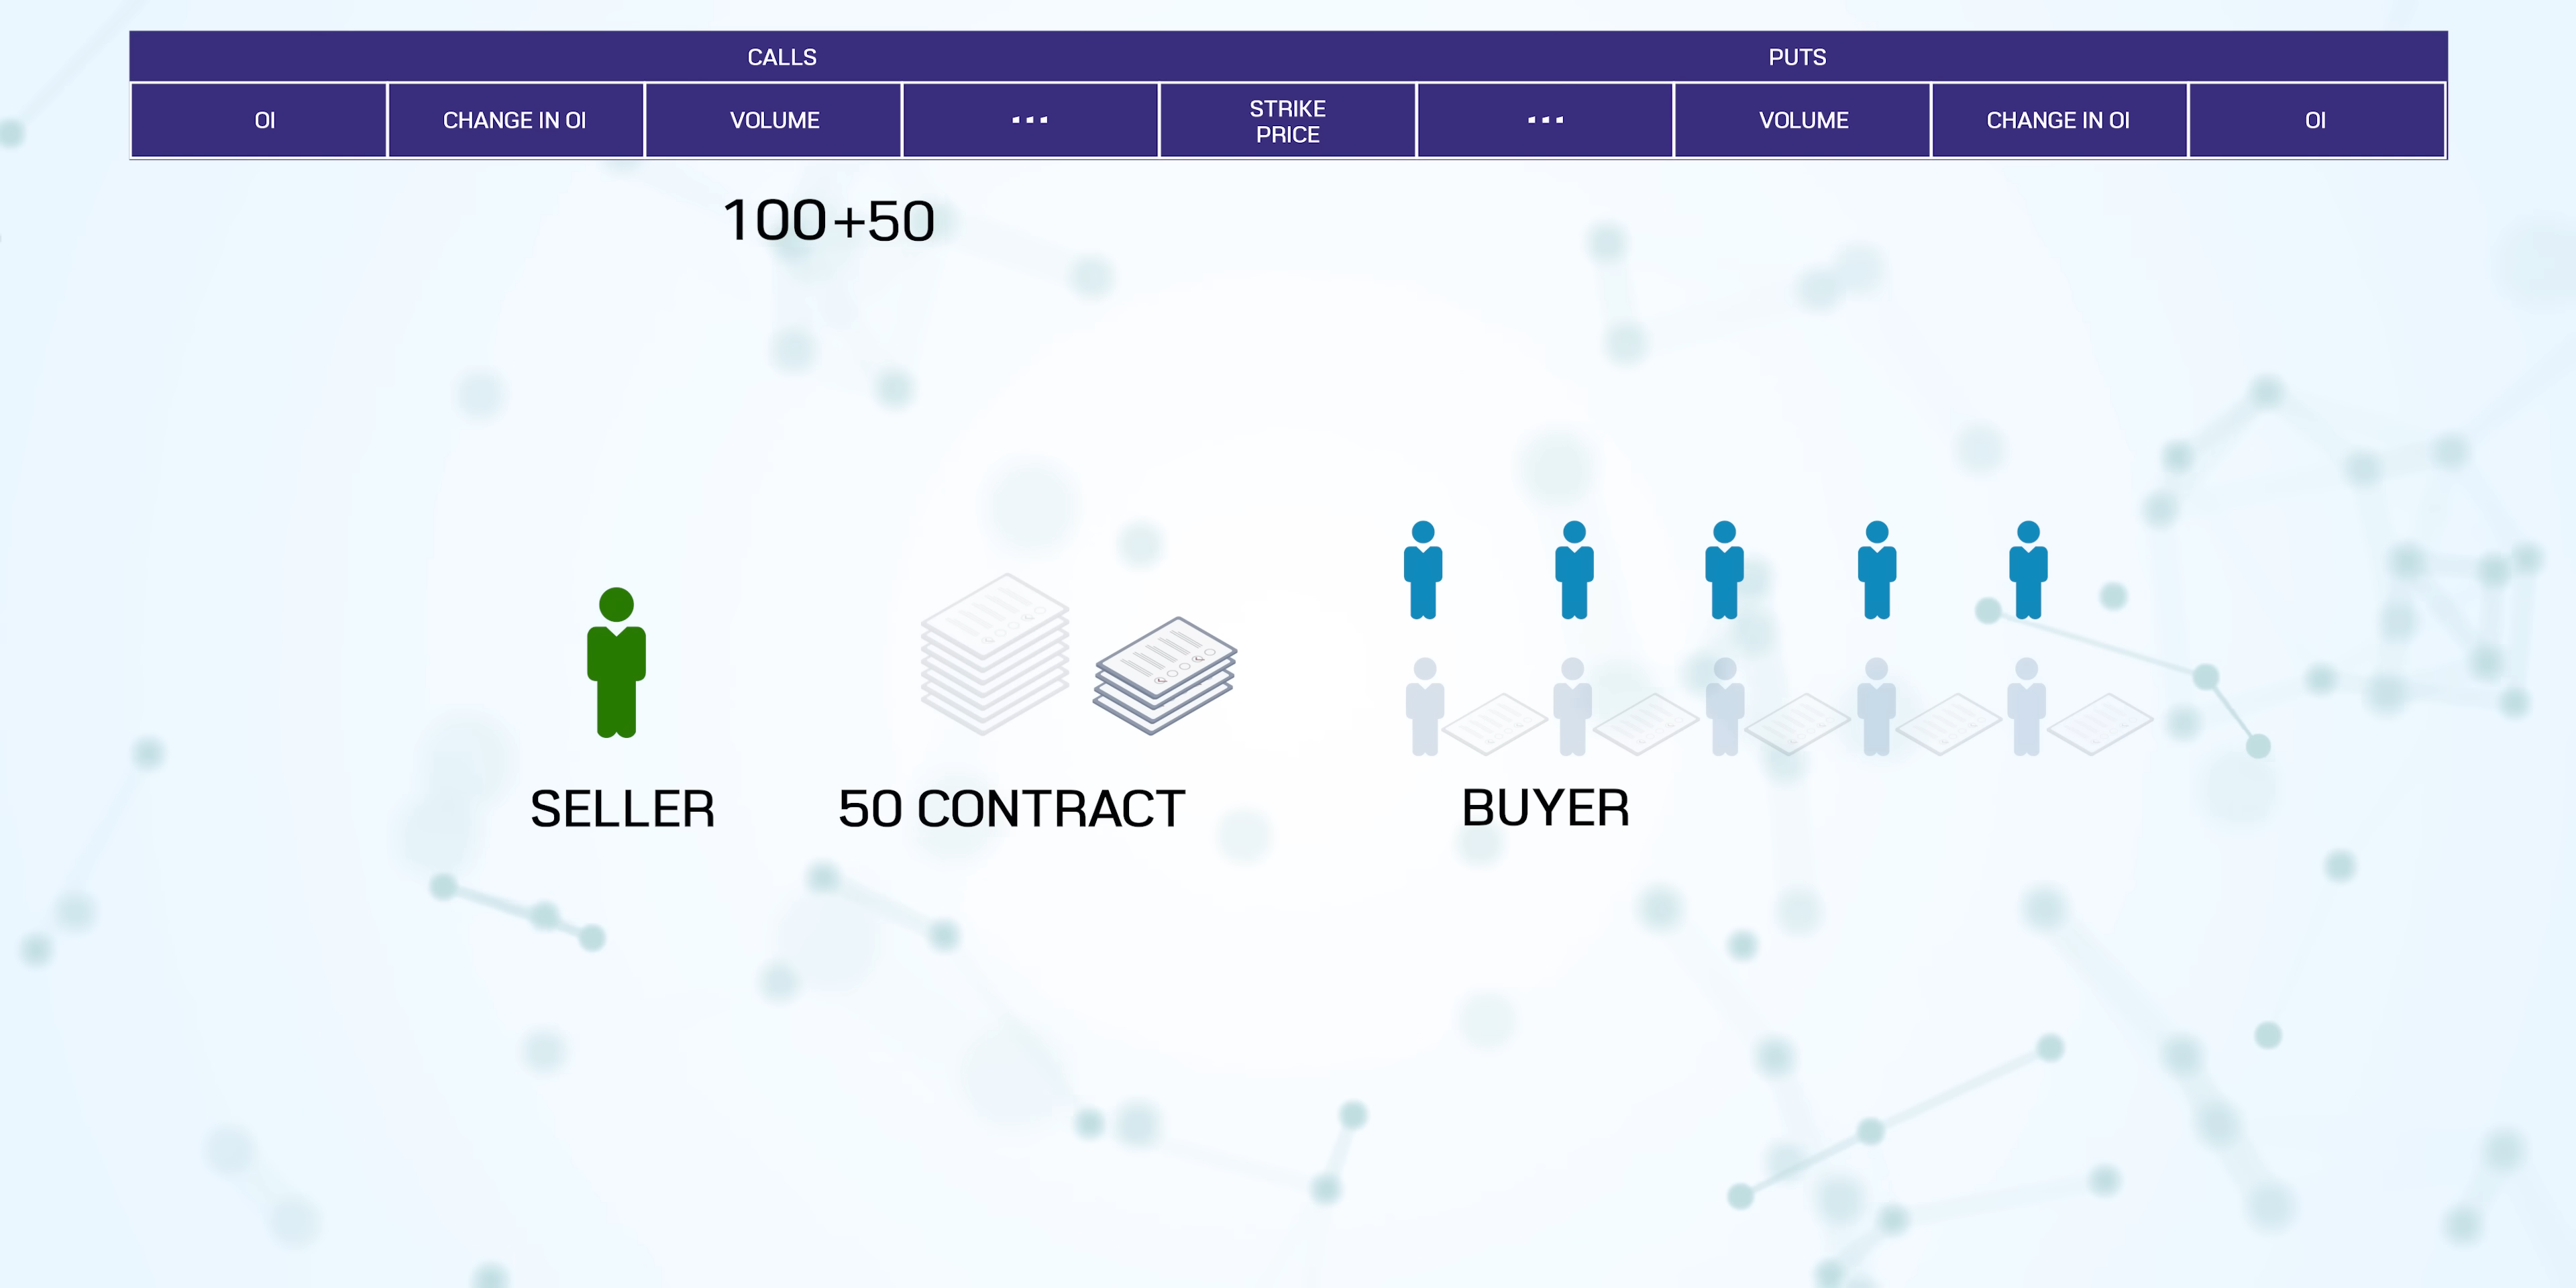 CALLS PUTS
OI CHANGE IN OI VOLUME ... STRIKE PRICE ... VOLUME CHANGE IN OI OI
100+50
SELLER 50 CONTRACT BUYER